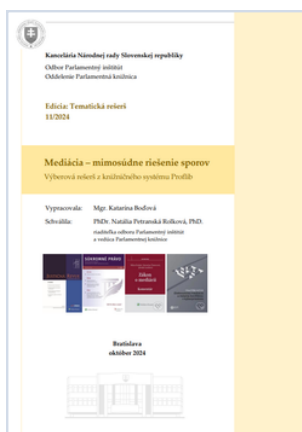 Kancelária Národnej rady Slovenskej republiky
Odbor Parlamentný inštitút
Oddelenie Parlamentná knižnica
Edícia: Tematická rešerš
11/2024
Mediácia – mimosúdne riešenie sporov
Výberová rešerš z knižničného systému Proflib
Vypracovala: Mgr. Katarína Boďová
Schválila: PhDr. Natália Petranská Rolková, PhD.
riaditeľka odboru Parlamentný inštitút
a vedúca Parlamentnej knižnice
SÚKROMNÉ PRÁVO
Zákon
o mediácii
Bratislava
október 2024